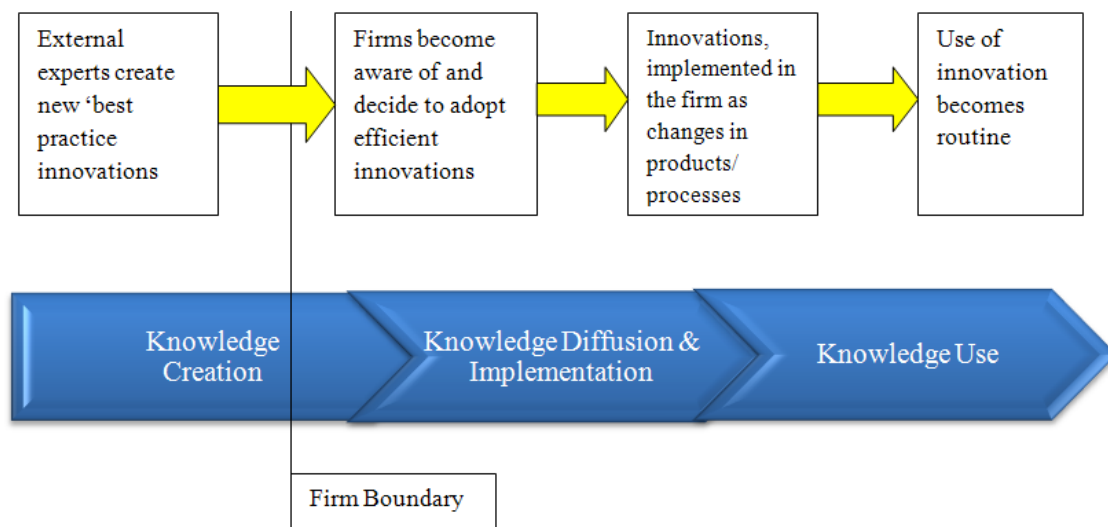 External
experts create
new ‘best
practice
innovations
Firms become
aware of and
decide to adopt
efficient
innovations
Innovations,
implemented in
the firm as
changes in
products/
processes
Use of
innovation
becomes
routine
Knowledge
Creation
Knowledge Diffusion &
Implementation
Knowledge Use
Firm Boundary